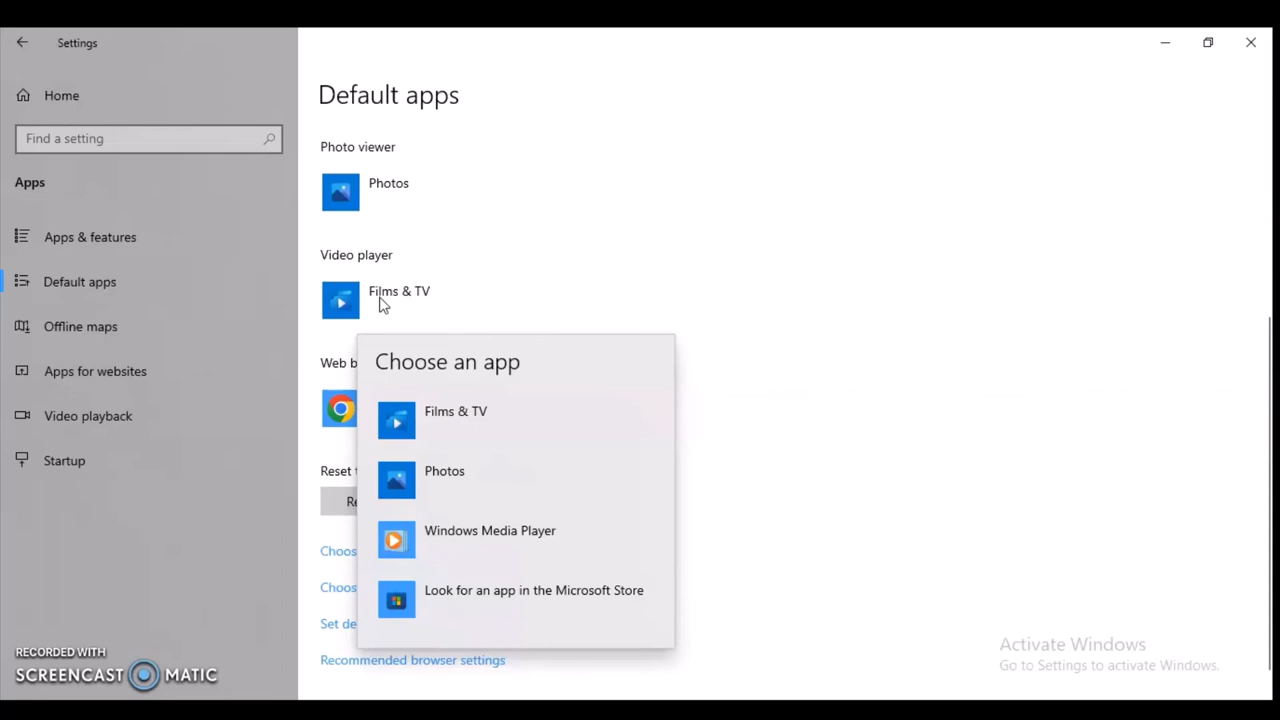 Settings
Home
Find a setting
Apps
Apps & features
Default apps
Offline maps
Apps for websites
Video playback
Startup
RECORDED WITH
SCREENCAST MATIC
Default apps
Photo viewer
Photos
Video player
Films & TV
Web b
Choose an app
Films & TV
Photos
Windows Media Player
Look for an app in the Microsoft Store
Reset t
Re
Choos
Choos
Set de
Recommended browser settings
Activate Windows
Go to Settings to activate Windows.